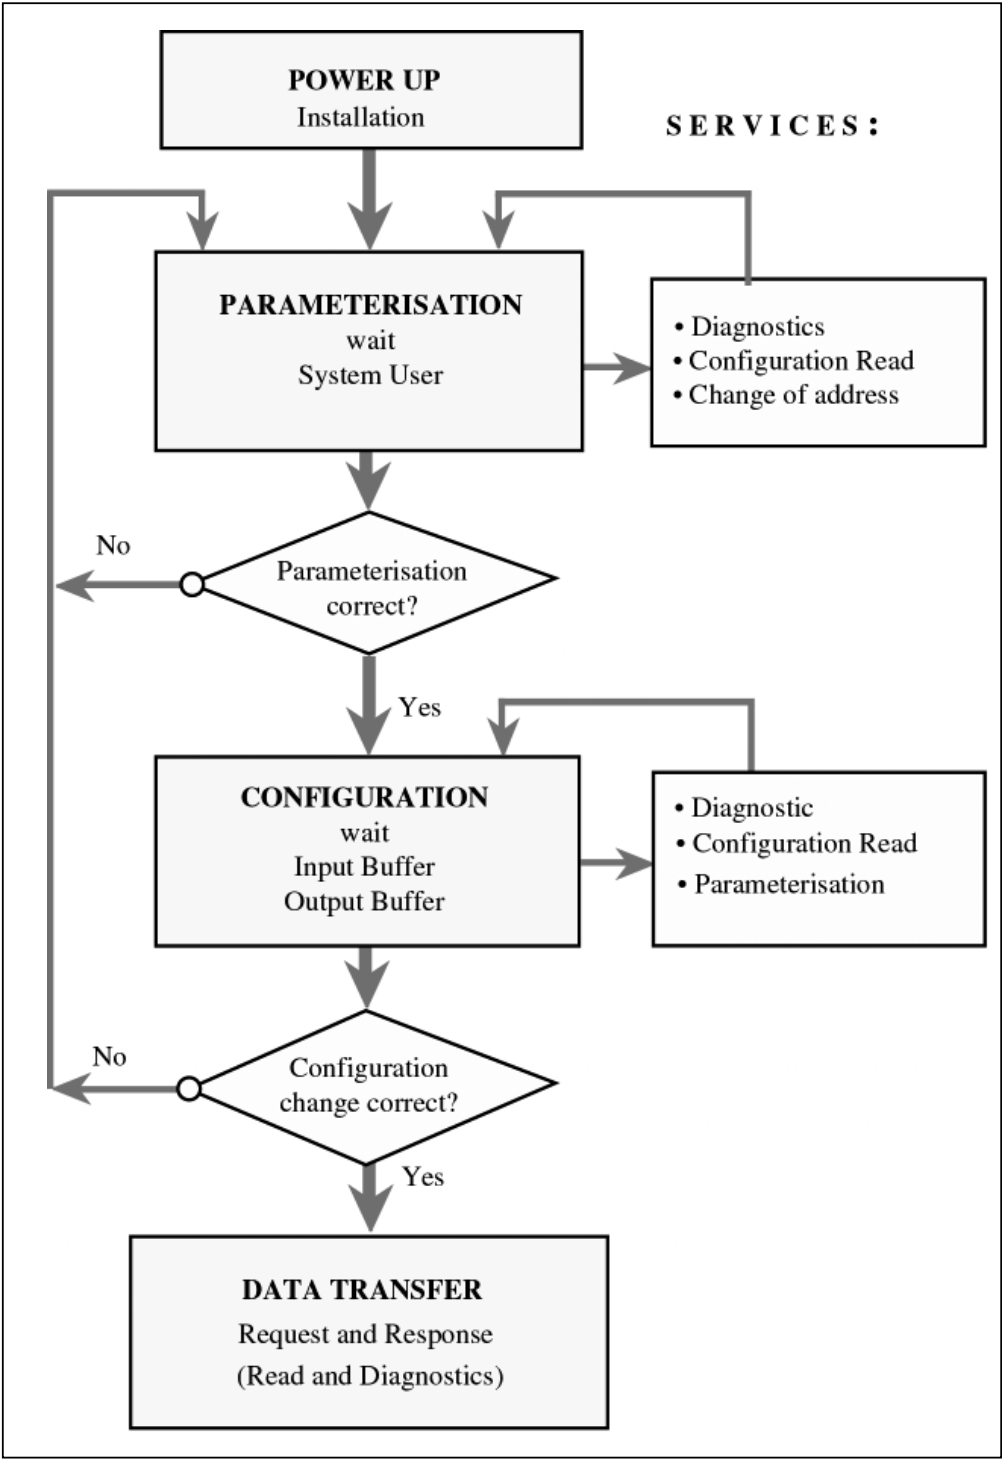 POWER UP
Installation
SERVICES:
PARAMETERISATION
wait
System User
• Diagnostics
• Configuration Read
• Change of address
No
Parameterisation
correct?
Yes
CONFIGURATION
wait
Input Buffer
Output Buffer
• Diagnostic
• Configuration Read
• Parameterisation
No
Configuration
change correct?
Yes
DATA TRANSFER
Request and Response
(Read and Diagnostics)